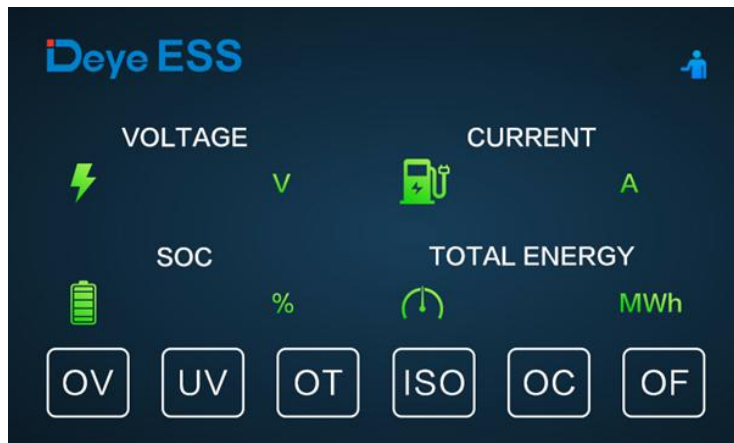 Deye ESS
VOLTAGE CURRENT
V A
SOC TOTAL ENERGY
% MWh
OV UV OT ISO OC OF